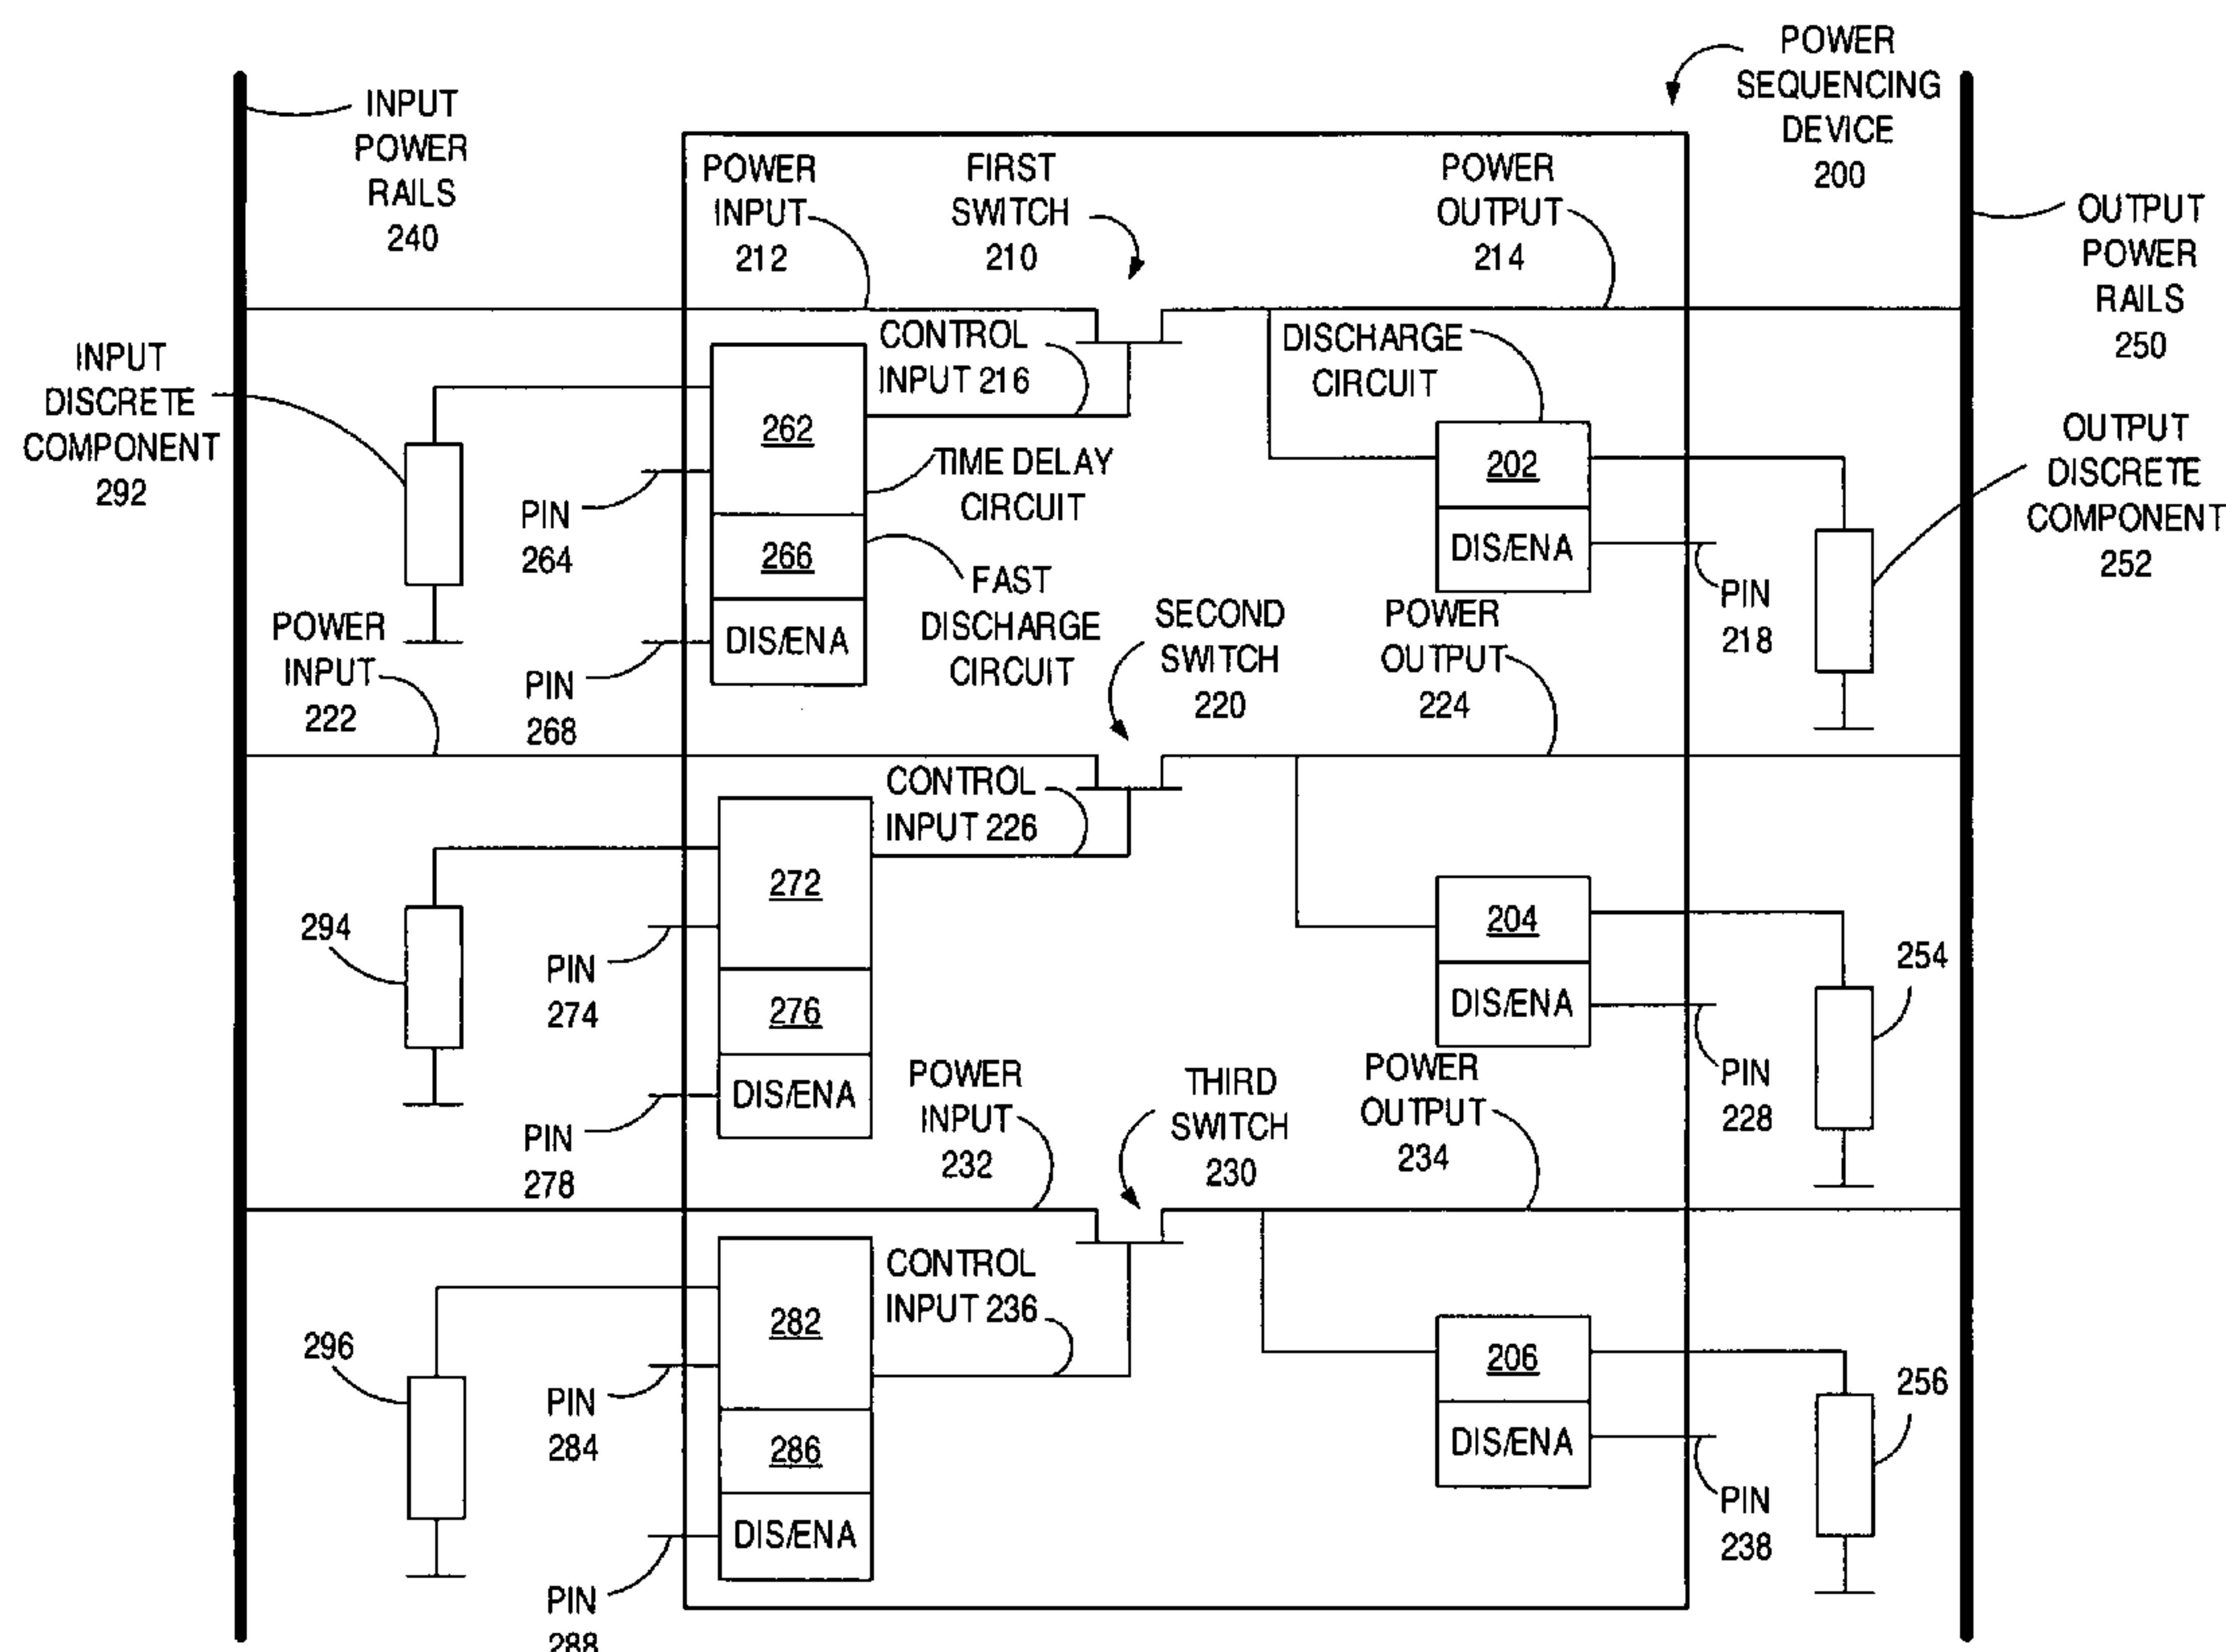 POWER
SEQUENCING
DEVICE
200
INPUT
POWER
RAILS
240
POWER
INPUT
212
FIRST
SWITCH
210
POWER
OUTPUT
214
OUTPUT
POWER
RAILS
250
INPUT
DISCRETE
COMPONENT
292
CONTROL
INPUT 216
DISCHARGE
CIRCUIT
OUTPUT
DISCRETE
COMPONENT
252
262
TIME DELAY
CIRCUIT
202
PIN
264
266
FAST
DISCHARGE
CIRCUIT
DIS/ENA
PIN
218
DIS/ENA
PIN
268
POWER
INPUT
222
SECOND
SWITCH
220
POWER
OUTPUT
224
CONTROL
INPUT 226
272
294
PIN
274
276
DIS/ENA
PIN
278
204
DIS/ENA
254
PIN
228
POWER
INPUT
232
THIRD
SWITCH
230
POWER
OUTPUT
234
CONTROL
INPUT 236
282
296
PIN
284
286
DIS/ENA
PIN
288
206
DIS/ENA
256
PIN
238